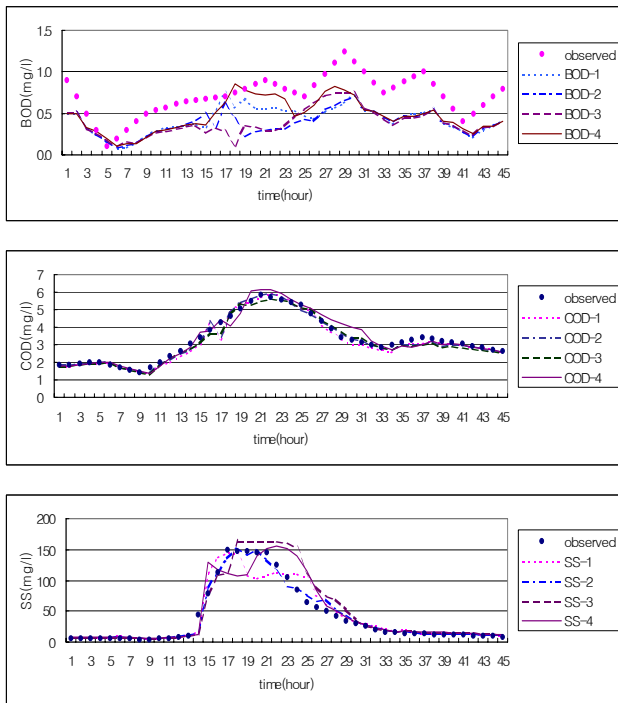 1.5
1.0
0.5
0.0
BOD(mg/l)
1 3 5 7 9 11 13 15 17 19 21 23 25 27 29 31 33 35 37 39 41 43 45
time(hour)
observed
BOD-1
BOD-2
BOD-3
BOD-4
7
6
5
4
3
2
1
0
COD(mg/l)
1 3 5 7 9 11 13 15 17 19 21 23 25 27 29 31 33 35 37 39 41 43 45
time(hour)
observed
COD-1
COD-2
COD-3
COD-4
200
150
100
50
0
SS(mg/l)
1 3 5 7 9 11 13 15 17 19 21 23 25 27 29 31 33 35 37 39 41 43 45
time(hour)
observed
SS-1
SS-2
SS-3
SS-4